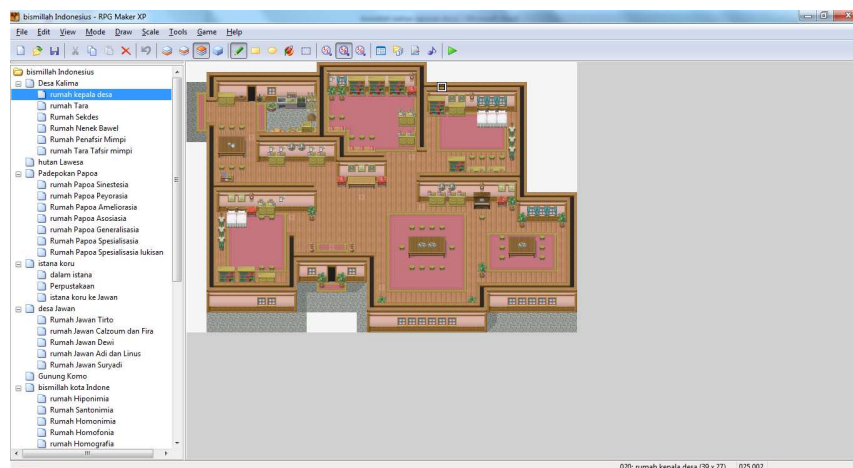 bismillah Indonesius - RPG Maker XP
File Edit View Mode Draw Scale Tools Game Help
bismillah Indonesius
Desa Kalima
rumah kepala desa
rumah Tara
Rumah Sekdes
Rumah Nenek Bawel
Rumah Penafsir Mimpi
rumah Tara Tafsir mimpi
hutan Lawesa
Padepokan Papoa
rumah Papoa Sinestesia
rumah Papoa Peyorasia
Rumah Papoa Ameliorasia
rumah Papoa Asosiasia
Rumah Papoa Generalisasia
Rumah Papoa Spesialisasia
Rumah Papoa Spesialisasia lukisan
istana koru
dalam istana
Perpustakaan
istana koru ke Jawan
desa Jawan
Rumah Jawan Tirto
Rumah Jawan Calzoum dan Fira
Rumah Jawan Dewi
rumah Jawan Adi dan Linus
Rumah Jawan Suryadi
Gunung Komo
bismillah kota Indone
rumah Hiponimia
Rumah Santonimia
Rumah Homonimia
Rumah Homofonia
rumah Homografia
020: rumah kepala desa (39 x 27) 025,002